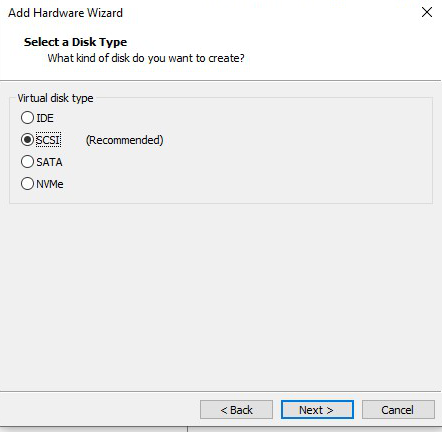 Add Hardware Wizard
Select a Disk Type
What kind of disk do you want to create?
Virtual disk type
IDE
SCSI (Recommended)
SATA
NVMe
< Back Next > Cancel